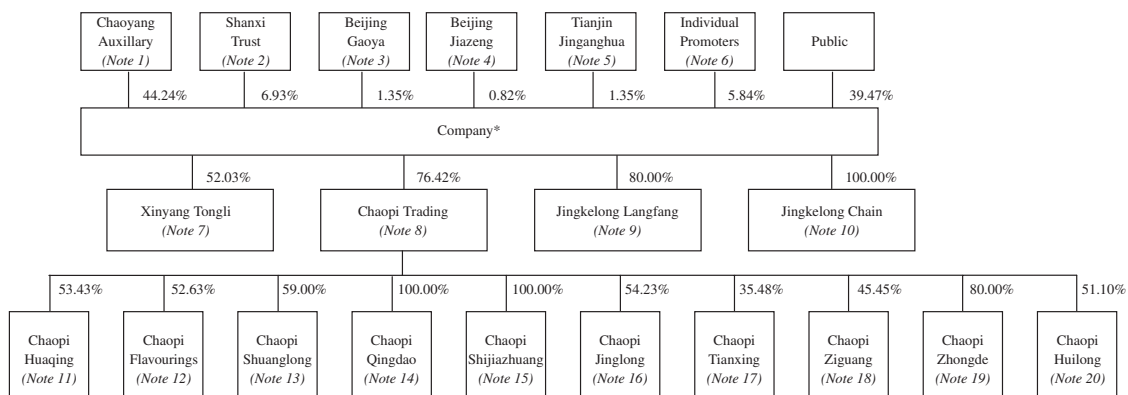 Chaoyang
Auxillary
(Note 1)
Shanxi
Trust
(Note 2)
Beijing
Gaoya
(Note 3)
Beijing
Jiazeng
(Note 4)
Tianjin
Jinganghua
(Note 5)
Individual
Promoters
(Note 6)
Public
44.24%
6.93%
1.35%
0.82%
1.35%
5.84%
39.47%
Company*
52.03%
76.42%
80.00%
100.00%
Xinyang Tongli
(Note 7)
Chaopi Trading
(Note 8)
Jingkelong Langfang
(Note 9)
Jingkelong Chain
(Note 10)
53.43%
52.63%
59.00%
100.00%
100.00%
54.23%
35.48%
45.45%
80.00%
51.10%
Chaopi
Huaqing
(Note 11)
Chaopi
Flavourings
(Note 12)
Chaopi
Shuanglong
(Note 13)
Chaopi
Qingdao
(Note 14)
Chaopi
Shijiazhuang
(Note 15)
Chaopi
Jinglong
(Note 16)
Chaopi
Tianxing
(Note 17)
Chaopi
Ziguang
(Note 18)
Chaopi
Zhongde
(Note 19)
Chaopi
Huilong
(Note 20)